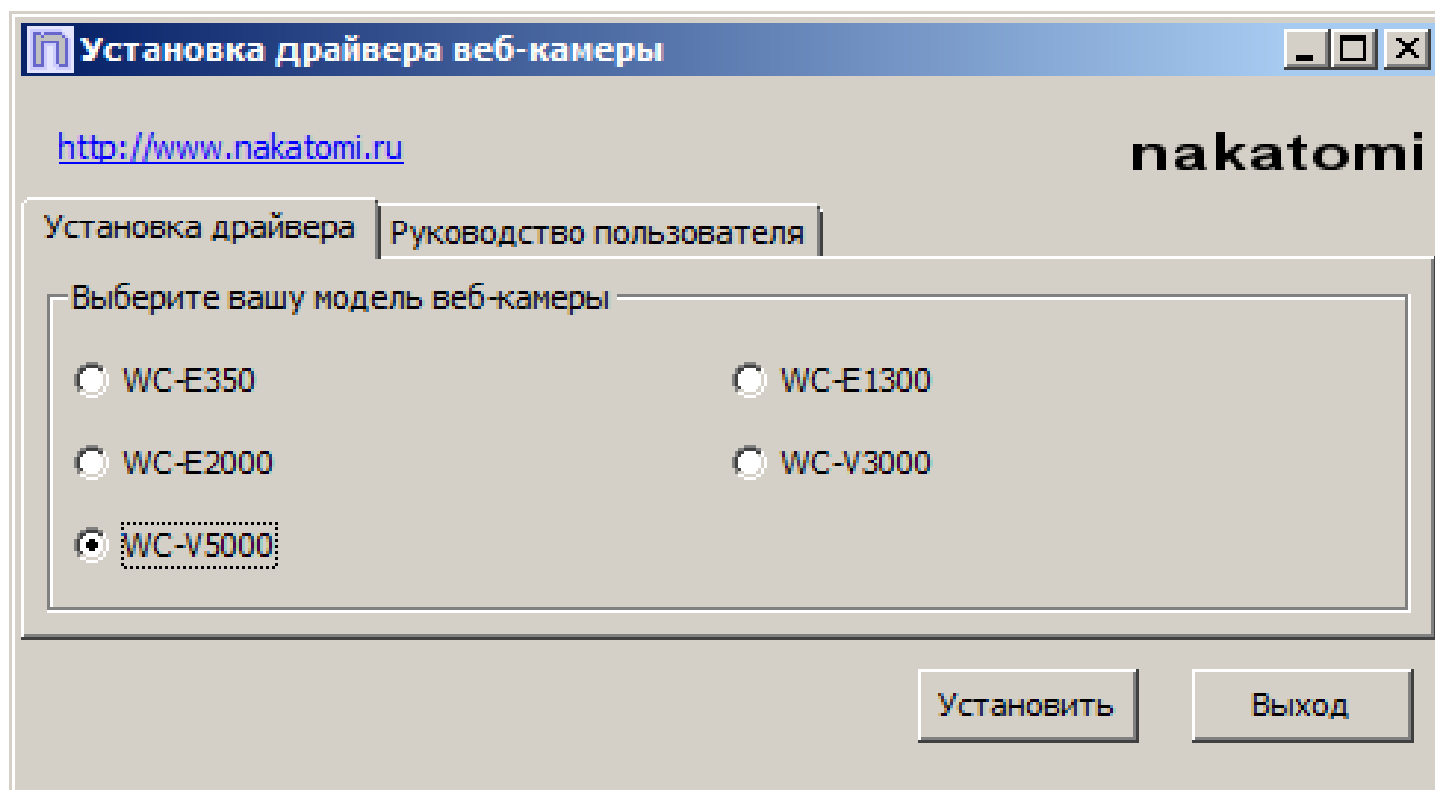 Установка драйвера веб-камеры
http://www.nakatomi.ru
nakatomi
Установка драйвера
Руководство пользователя
Выберите вашу модель веб-камеры
WC-E350
WC-E1300
WC-E2000
WC-V3000
WC-V5000
Установить
Выход